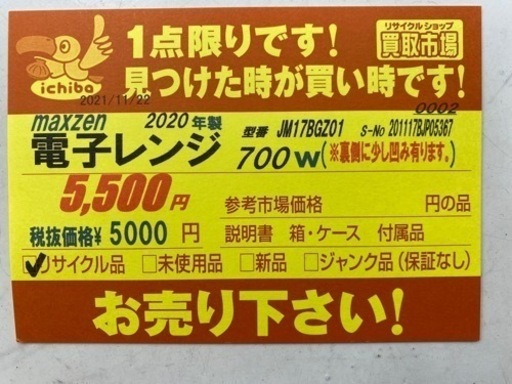 ichiba
1点限りです!
リサイクル ショップ
買取市場
見つけた時が買い時です!
2021/11/22
0002
maxzen 2020 年製 型番 JM17BGZ01 S-No 201117BJP05367
電子レンジ 700W(※裏側に少し凹み有ります。)
5,500円 参考市場価格 円の品
税抜価格¥ 5000 円 説明書 箱・ケース 付属品
✓リサイクル品 □未使用品 □新品 □ジャンク品(保証なし)
お売り下さい!